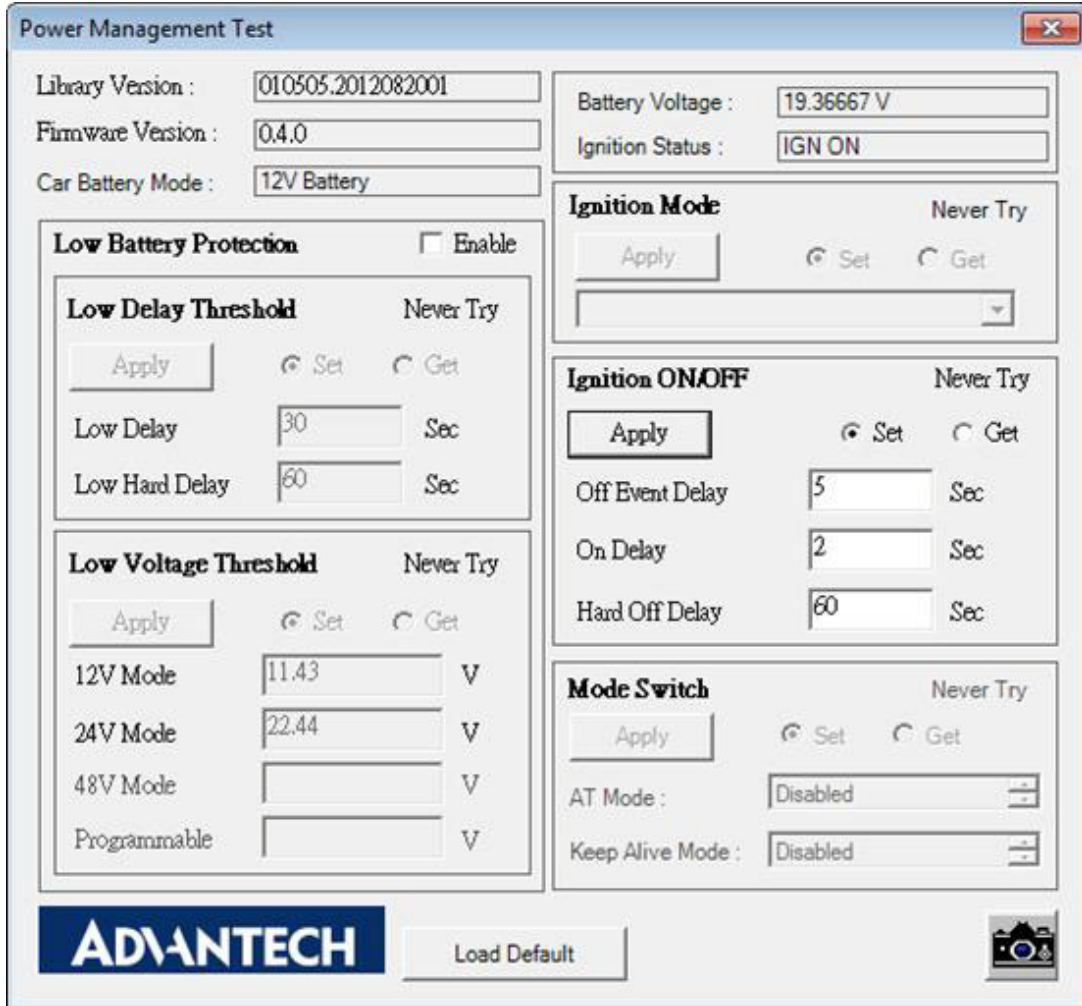 Power Management Test
Library Version : 010505.2012082001
Firmware Version : 0.4.0
Car Battery Mode : 12V Battery
Battery Voltage : 19.36667 V
Ignition Status : IGN ON
Low Battery Protection Enable
Low Delay Threshold Never Try
Apply Set Get
Low Delay 30 Sec
Low Hard Delay 60 Sec
Low Voltage Threshold Never Try
Apply Set Get
12V Mode 11.43 V
24V Mode 22.44 V
48V Mode V
Programmable V
Ignition Mode Never Try
Apply Set Get
Ignition ON/OFF Never Try
Apply Set Get
Off Event Delay 5 Sec
On Delay 2 Sec
Hard Off Delay 60 Sec
Mode Switch Never Try
Apply Set Get
AT Mode : Disabled
Keep Alive Mode : Disabled
ADVANTECH
Load Default